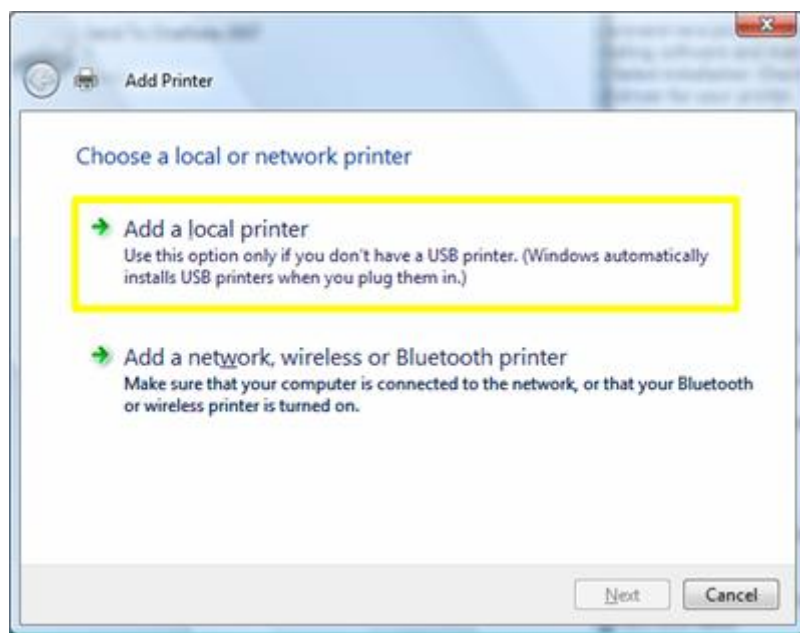 Add Printer
Choose a local or network printer
Add a local printer
Use this option only if you don't have a USB printer. (Windows automatically
installs USB printers when you plug them in.)
Add a network, wireless or Bluetooth printer
Make sure that your computer is connected to the network, or that your Bluetooth
or wireless printer is turned on.
Next
Cancel